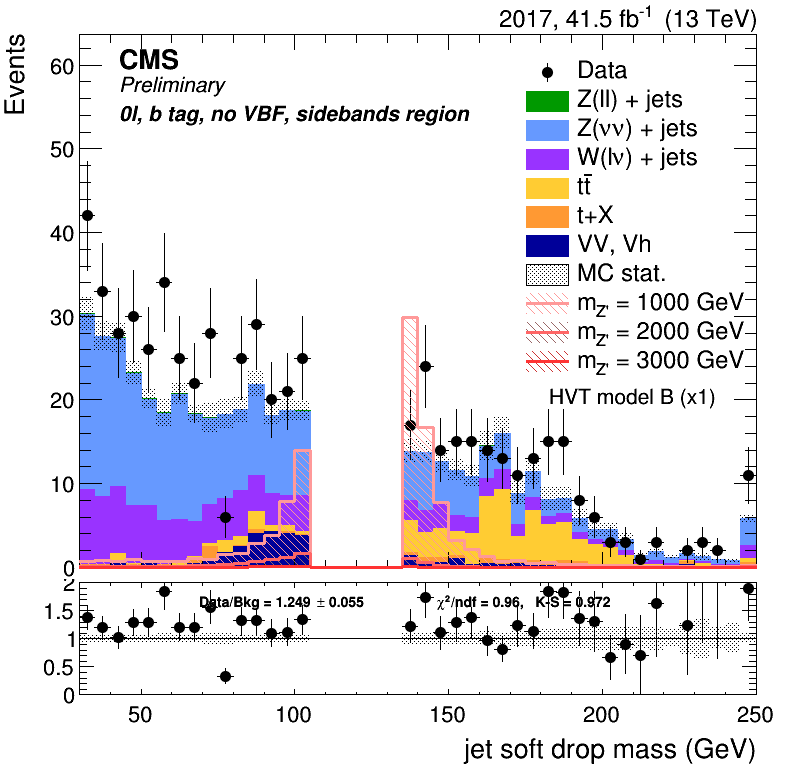 2017, 41.5 fb⁻¹ (13 TeV)
Events
CMS
Preliminary
0l, b tag, no VBF, sidebands region
Data
Z(ll) + jets
Z(νν) + jets
W(lν) + jets
tt̄
t+X
VV, Vh
MC stat.
m_Z' = 1000 GeV
m_Z' = 2000 GeV
m_Z' = 3000 GeV
HVT model B (x1)
60
50
40
30
20
10
0
Data/Bkg = 1.249 ± 0.055
χ²/ndf = 0.96, K-S = 0.972
2
1.5
1
0.5
0
50 100 150 200 250
jet soft drop mass (GeV)